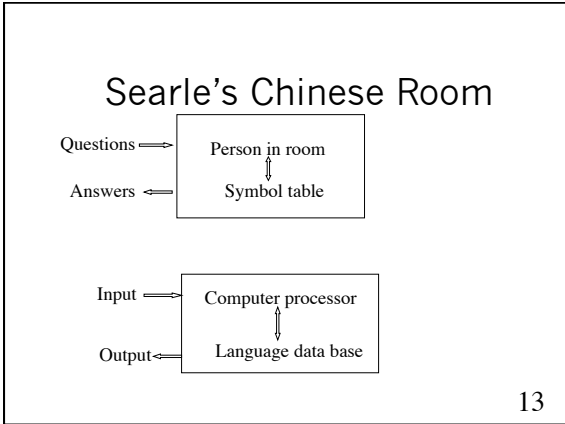 Searle's Chinese Room
Questions
Person in room
Answers
Symbol table
Input
Computer processor
Output
Language data base
13